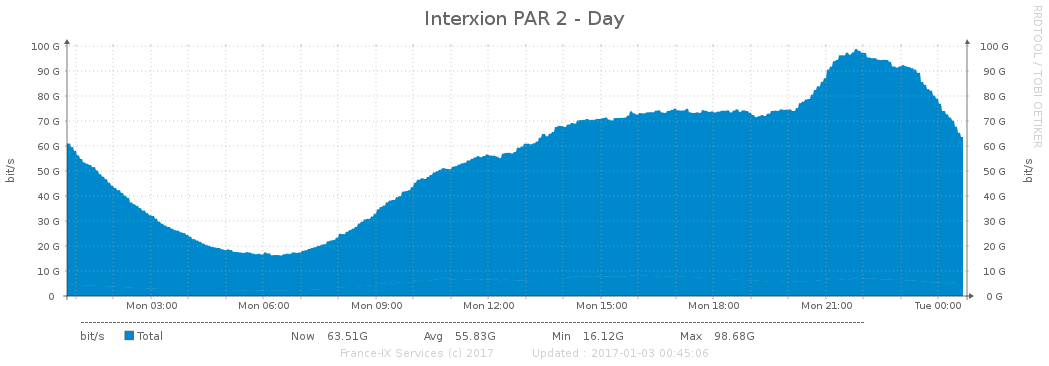 Interxion PAR 2 - Day
RRDTOOL / TOBI OETIKER
bit/s
100 G 100 G
90 G 90 G
80 G 80 G
70 G 70 G
60 G 60 G
50 G 50 G
40 G 40 G
30 G 30 G
20 G 20 G
10 G 10 G
0 0 G
bit/s
Mon 03:00 Mon 06:00 Mon 09:00 Mon 12:00 Mon 15:00 Mon 18:00 Mon 21:00 Tue 00:00
bit/s Total Now 63.51G Avg 55.83G Min 16.12G Max 98.68G
France-IX Services (c) 2017 Updated : 2017-01-03 00:45:06